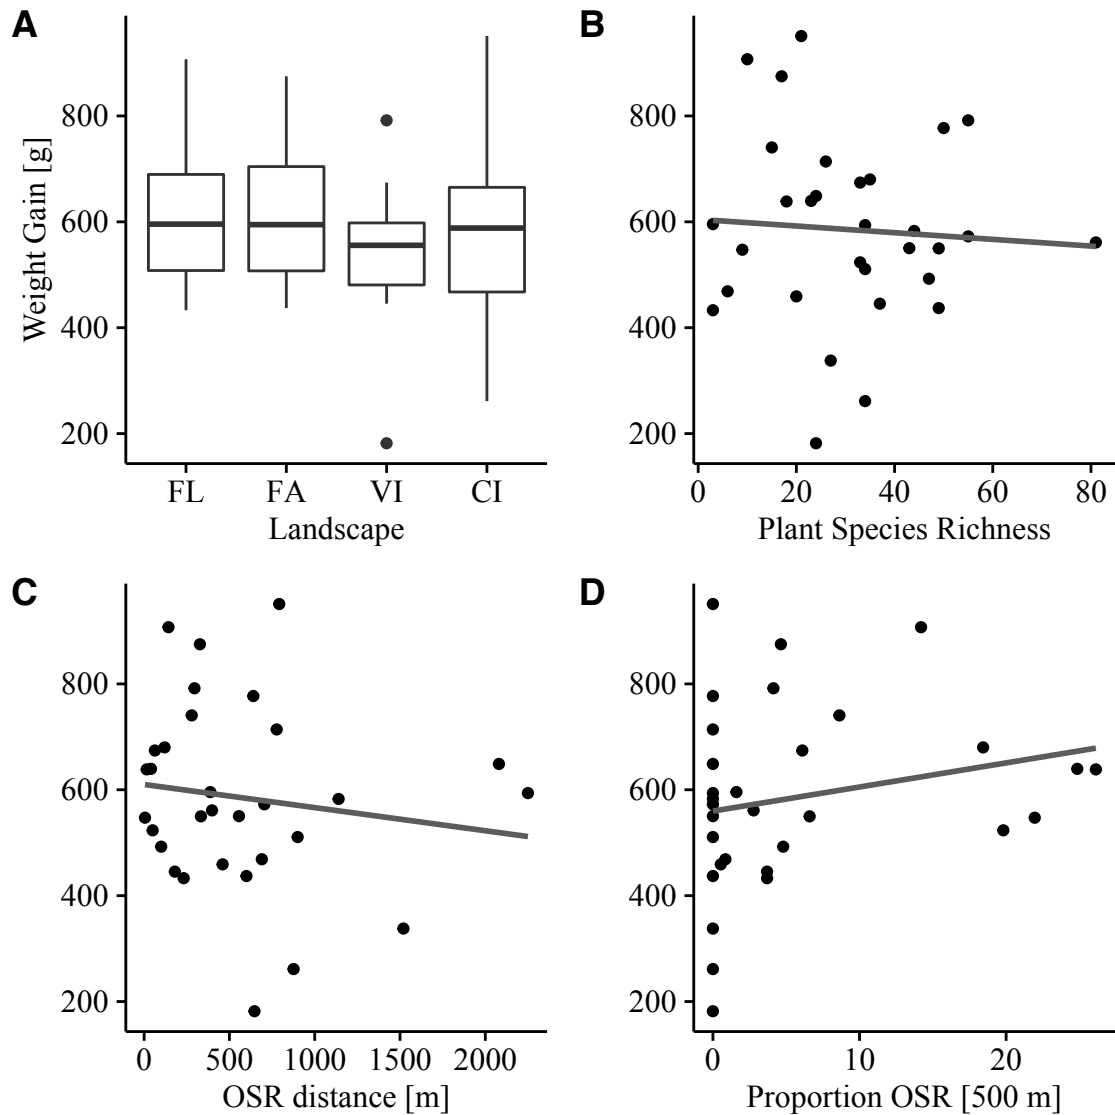 A
B
Weight Gain [g]
800
600
400
200
FL FA VI CI
Landscape
800
600
400
200
0 20 40 60 80
Plant Species Richness
C
D
800
600
400
200
0 500 1000 1500 2000
OSR distance [m]
800
600
400
200
0 10 20
Proportion OSR [500 m]